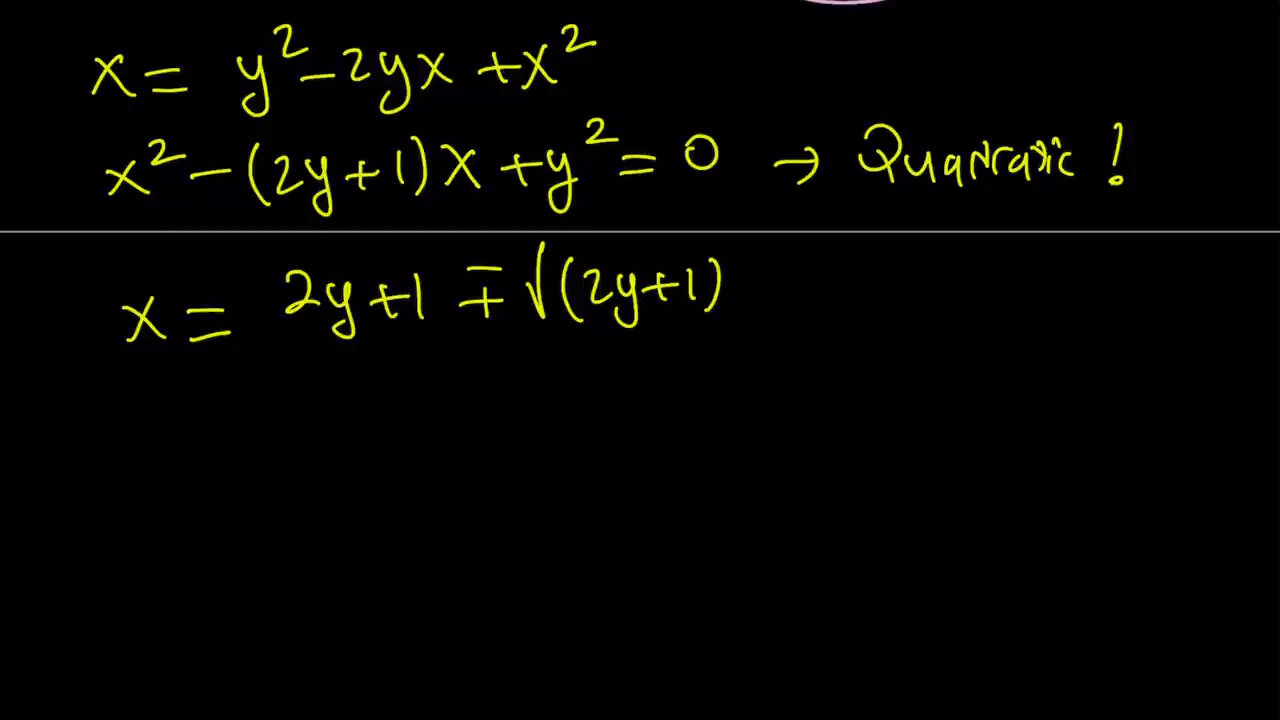 x = y² - 2yx + x²
x² - (2y+1)x + y² = 0 → Quadratic !
x = 2y+1 ∓ √(2y+1)